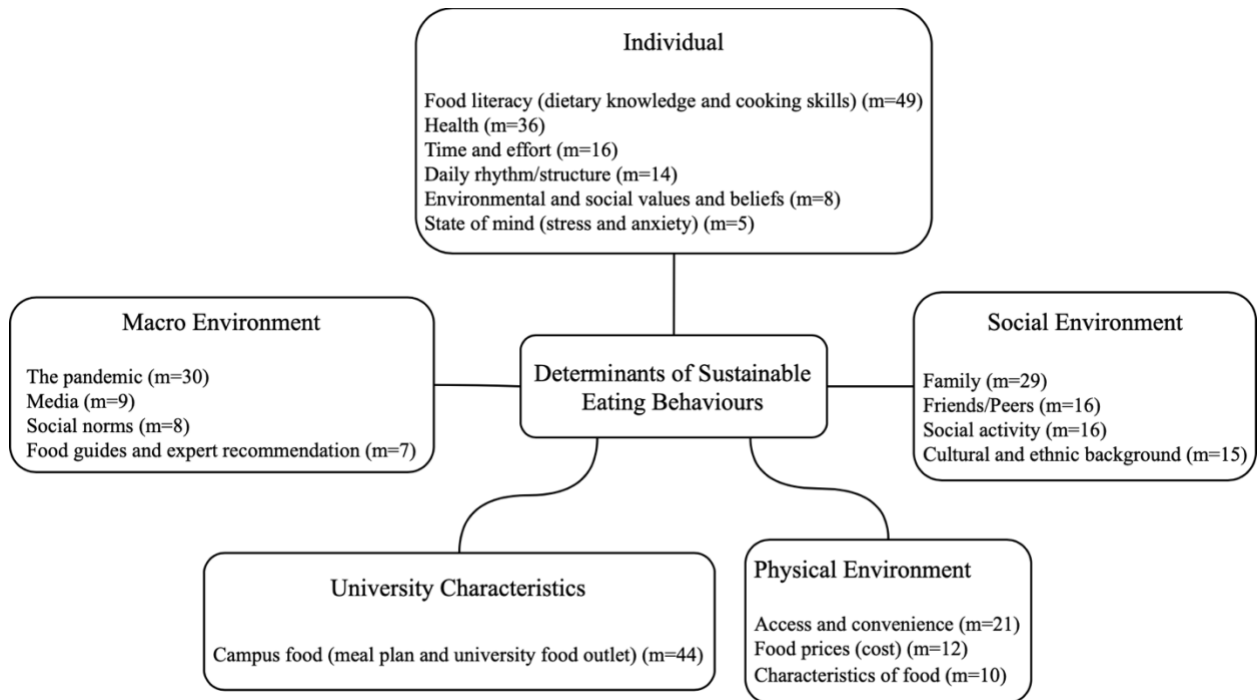 Individual
Food literacy (dietary knowledge and cooking skills) (m=49)
Health (m=36)
Time and effort (m=16)
Daily rhythm/structure (m=14)
Environmental and social values and beliefs (m=8)
State of mind (stress and anxiety) (m=5)
Macro Environment
The pandemic (m=30)
Media (m=9)
Social norms (m=8)
Food guides and expert recommendation (m=7)
Determinants of Sustainable
Eating Behaviours
Social Environment
Family (m=29)
Friends/Peers (m=16)
Social activity (m=16)
Cultural and ethnic background (m=15)
University Characteristics
Campus food (meal plan and university food outlet) (m=44)
Physical Environment
Access and convenience (m=21)
Food prices (cost) (m=12)
Characteristics of food (m=10)